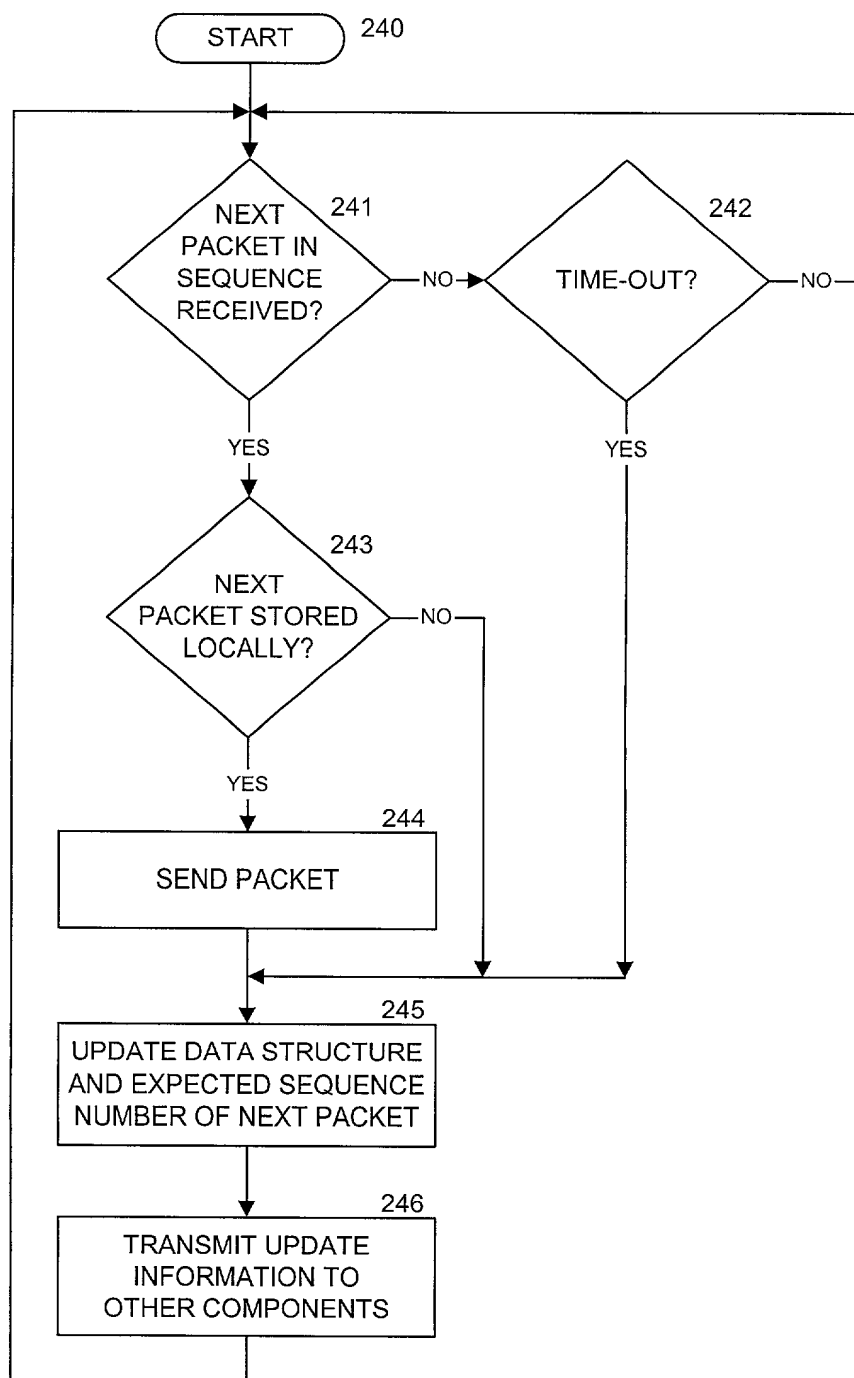 START
240
NEXT
PACKET IN
SEQUENCE
RECEIVED?
241
NO
TIME-OUT?
242
NO
YES
YES
NEXT
PACKET STORED
LOCALLY?
243
NO
YES
244
SEND PACKET
245
UPDATE DATA STRUCTURE
AND EXPECTED SEQUENCE
NUMBER OF NEXT PACKET
246
TRANSMIT UPDATE
INFORMATION TO
OTHER COMPONENTS